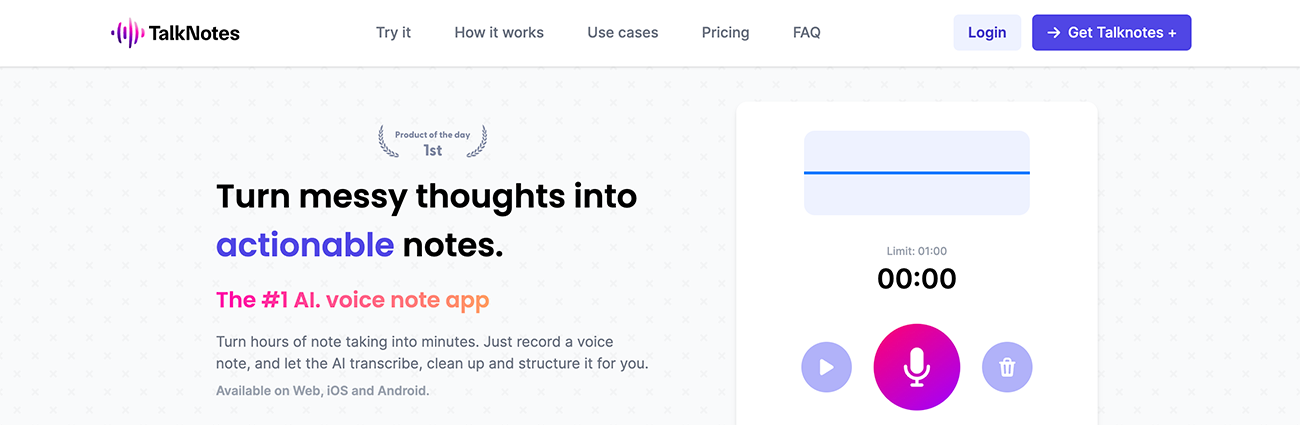 TalkNotes
Try it
How it works
Use cases
Pricing
FAQ
Login
→ Get Talknotes +
Product of the day
1st
Turn messy thoughts into
actionable notes.
The #1 AI. voice note app
Turn hours of note taking into minutes. Just record a voice
note, and let the AI transcribe, clean up and structure it for you.
Available on Web, iOS and Android.
Limit: 01:00
00:00